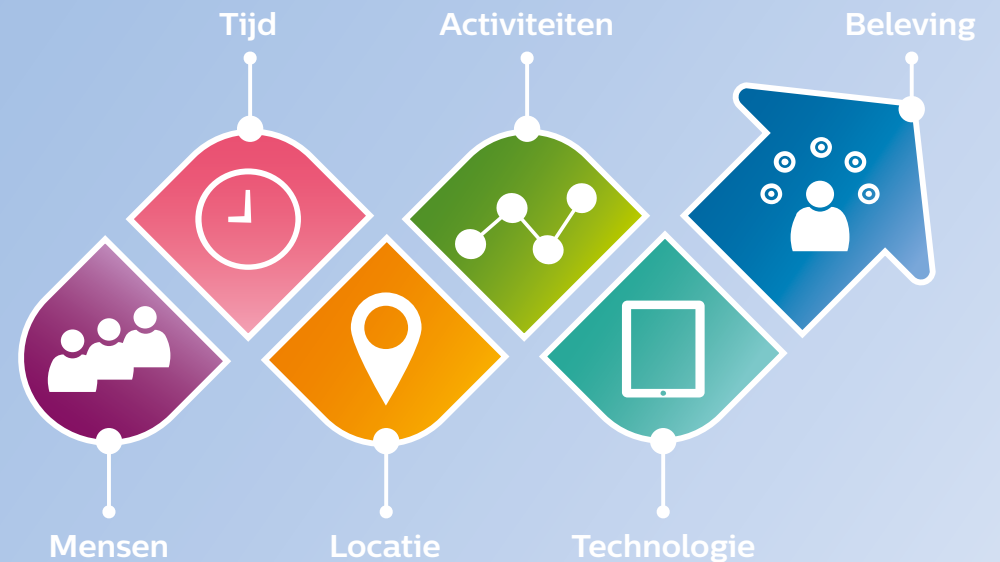 Tijd
Activiteiten
Beleving
Mensen
Locatie
Technologie